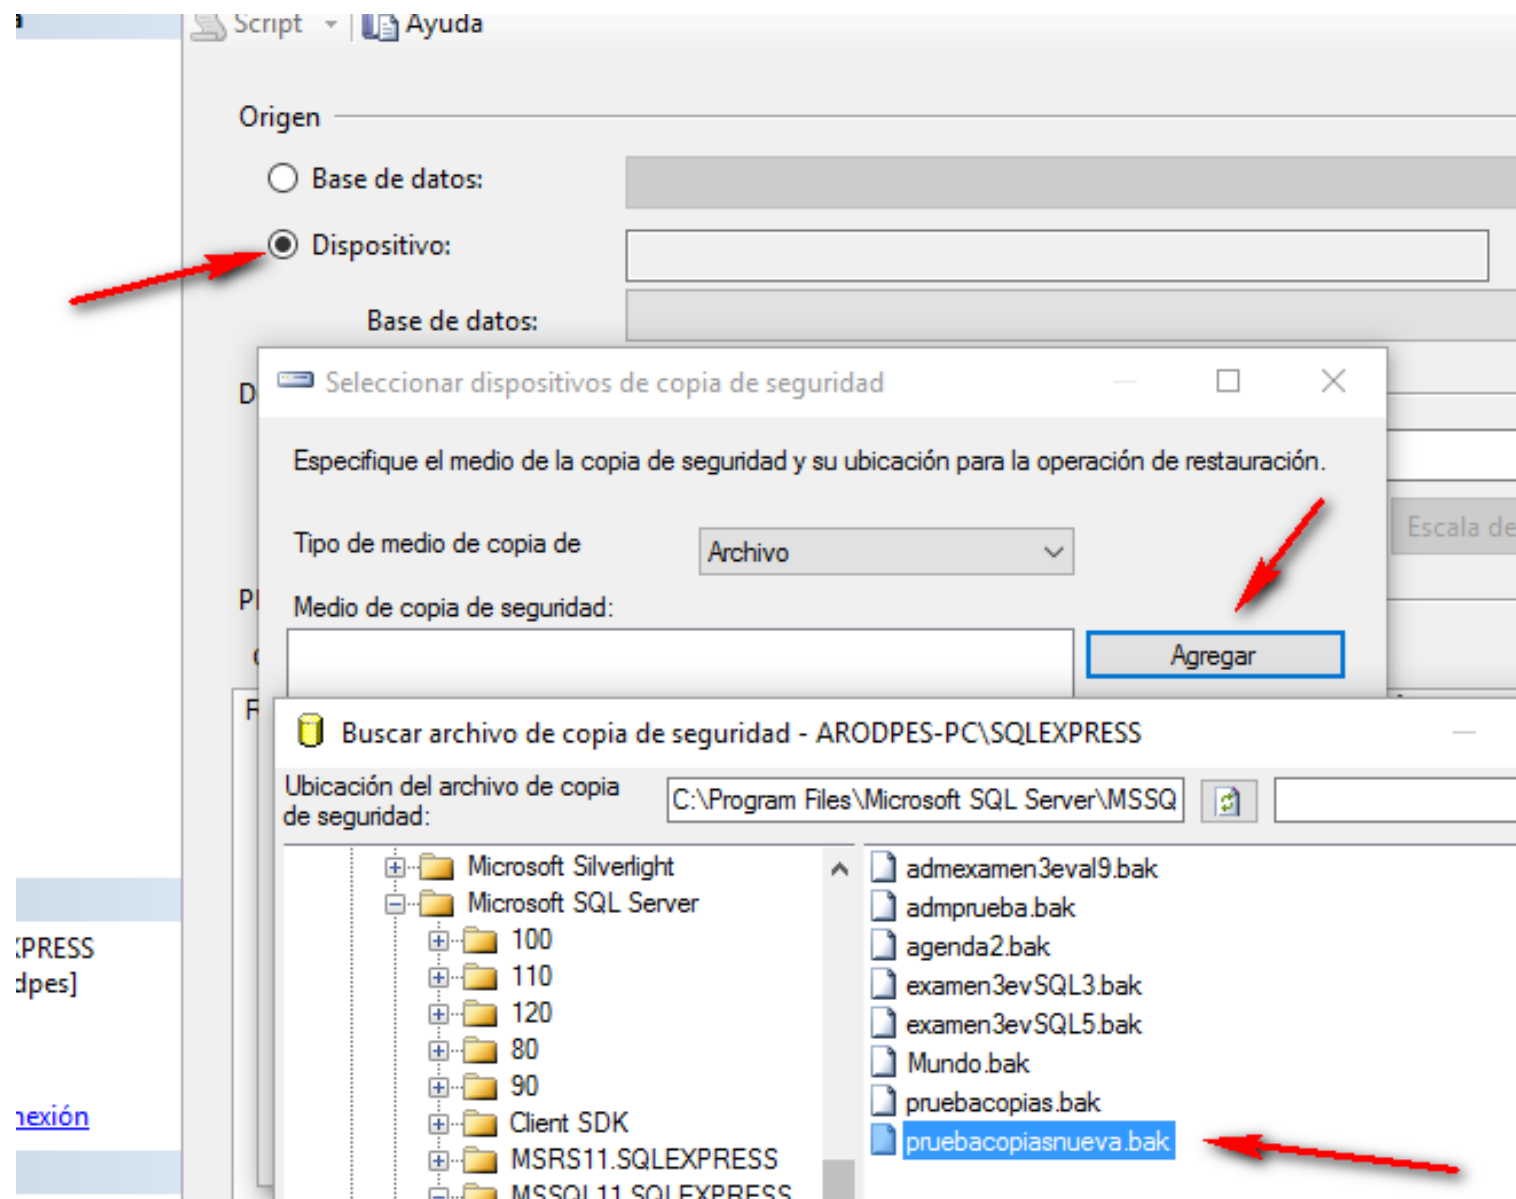 Script
Ayuda
Origen
Base de datos:
Dispositivo:
Base de datos:
Seleccionar dispositivos de copia de seguridad
Especifique el medio de la copia de seguridad y su ubicación para la operación de restauración.
Escala de
Tipo de medio de copia de
Archivo
Medio de copia de seguridad:
Agregar
Buscar archivo de copia de seguridad - ARODPES-PC\SQLEXPRESS
Ubicación del archivo de copia
de seguridad:
C:\Program Files\Microsoft SQL Server\MSSQ
Microsoft Silverlight
Microsoft SQL Server
100
110
120
80
90
Client SDK
MSRS11.SQLEXPRESS
MSSQL11.SQLEXPRESS
admexamen3eval9.bak
admprueba.bak
agenda2.bak
examen3evSQL3.bak
examen3evSQL5.bak
Mundo.bak
pruebacopias.bak
pruebacopiasnueva.bak
XPRESS
dpes]
nexión